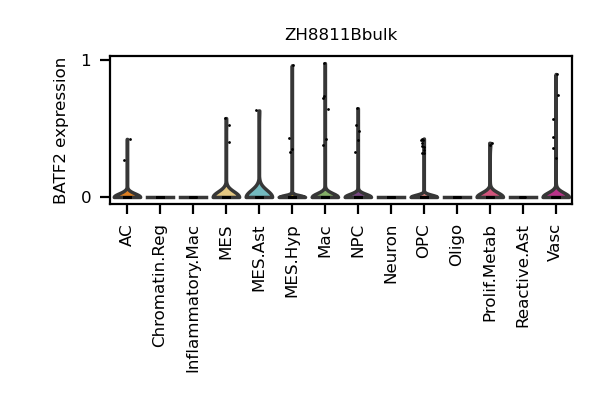 ZH8811Bbulk
BATF2 expression
1
0
AC
Chromatin.Reg
Inflammatory.Mac
MES
MES.Ast
MES.Hyp
Mac
NPC
Neuron
OPC
Oligo
Prolif.Metab
Reactive.Ast
Vasc